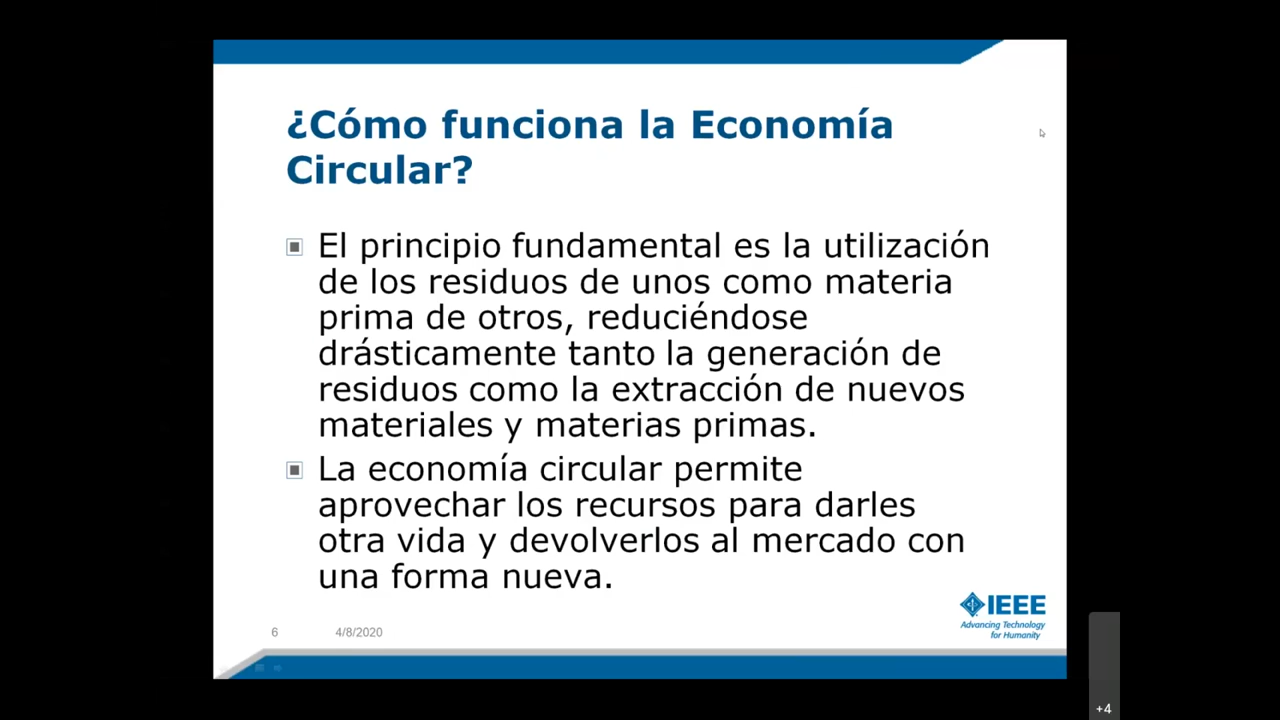 ¿Cómo funciona la Economía
Circular?
El principio fundamental es la utilización
de los residuos de unos como materia
prima de otros, reduciéndose
drásticamente tanto la generación de
residuos como la extracción de nuevos
materiales y materias primas.
La economía circular permite
aprovechar los recursos para darles
otra vida y devolverlos al mercado con
una forma nueva.
IEEE
Advancing Technology
for Humanity
6
4/8/2020
+4